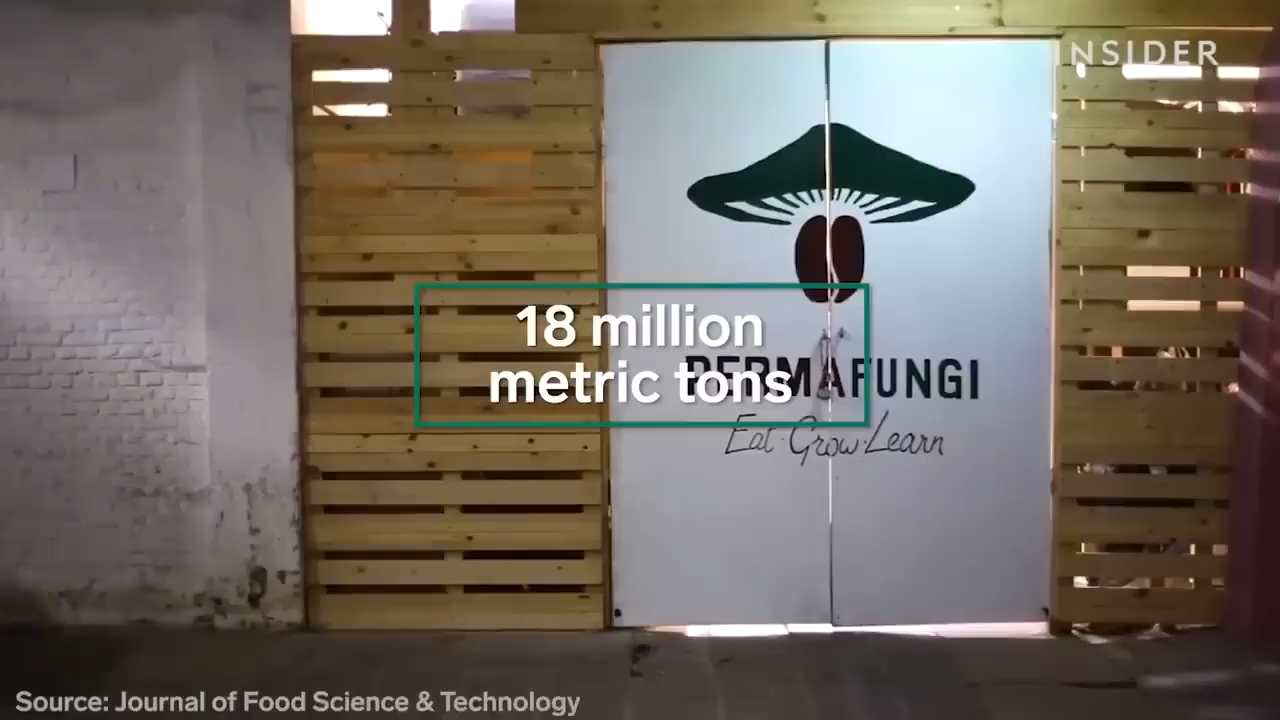 INSIDER
18 million
metric tons
PERMAFUNGI
Eat·Grow·Learn
Source: Journal of Food Science & Technology